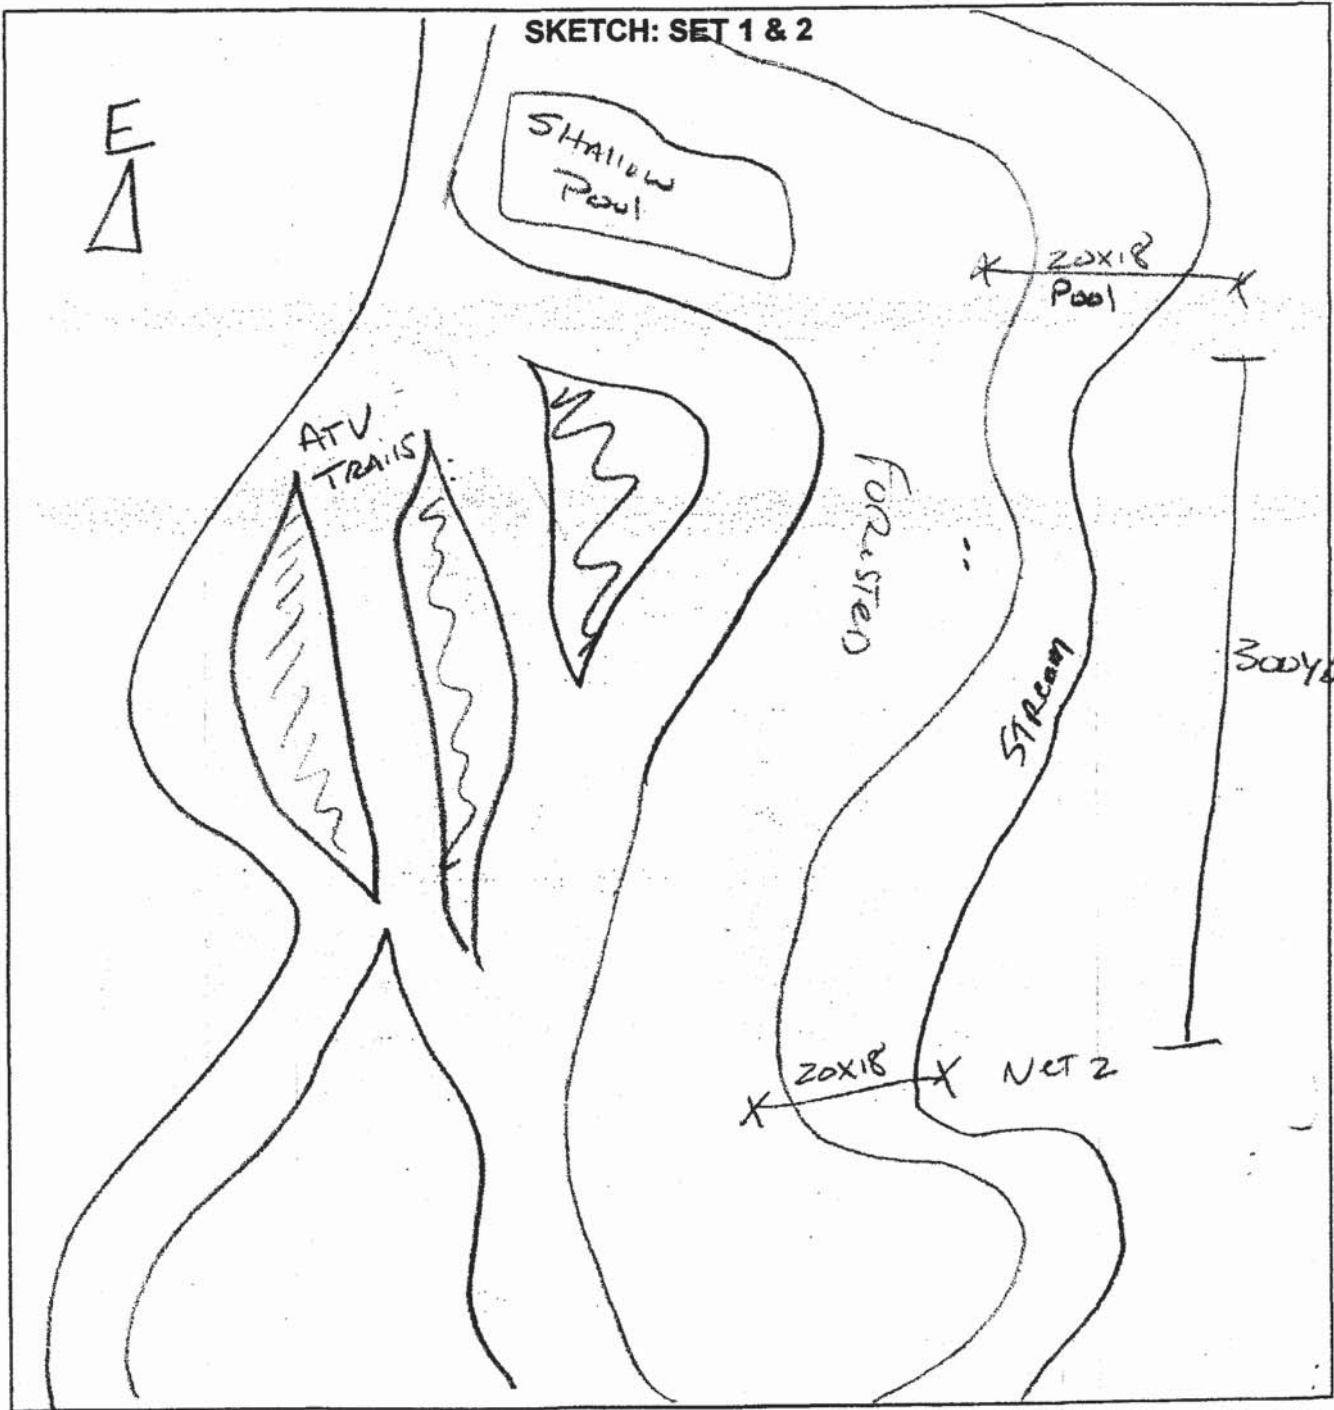 SKETCH: SET 1 & 2
E
SHAllow
Pool
20X18
Pool
ATV
TRAils
FORESTED
STReam
20X18
Net 2